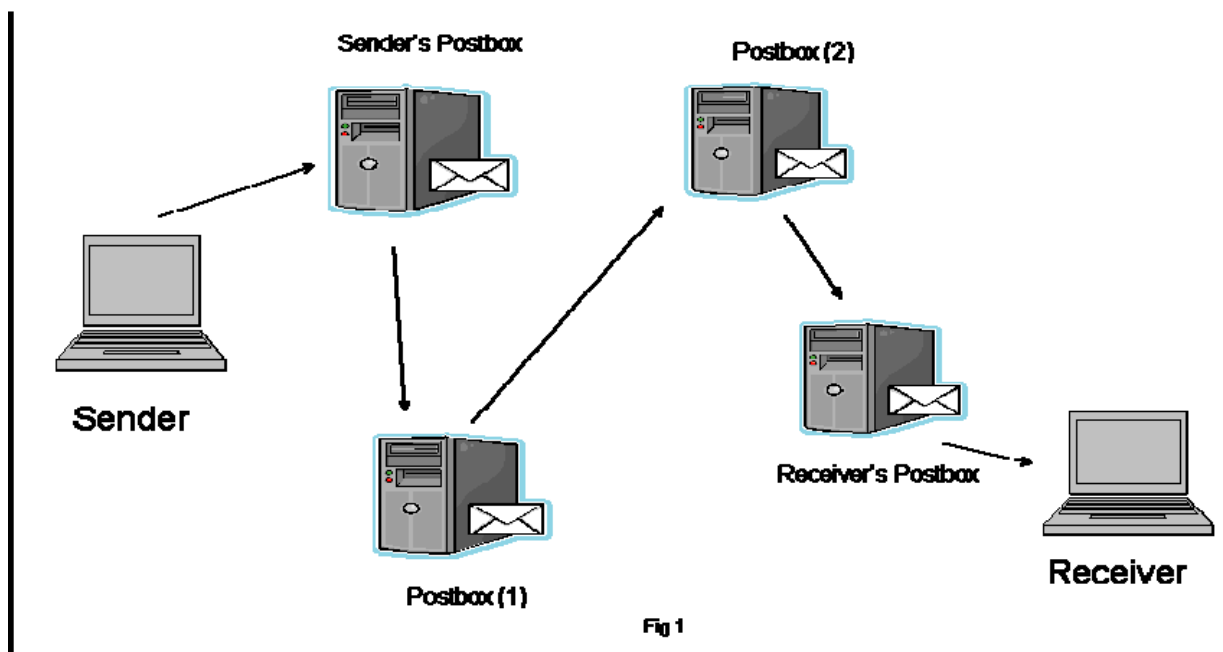 Sender's Postbox
Postbox (2)
Sender
Receiver's Postbox
Receiver
Postbox (1)
Fig 1